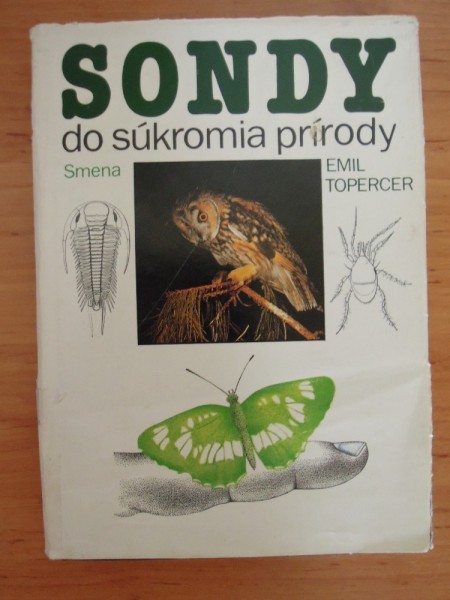 SONDY
do súkromia prírody
Smena
EMIL
TOPERCER